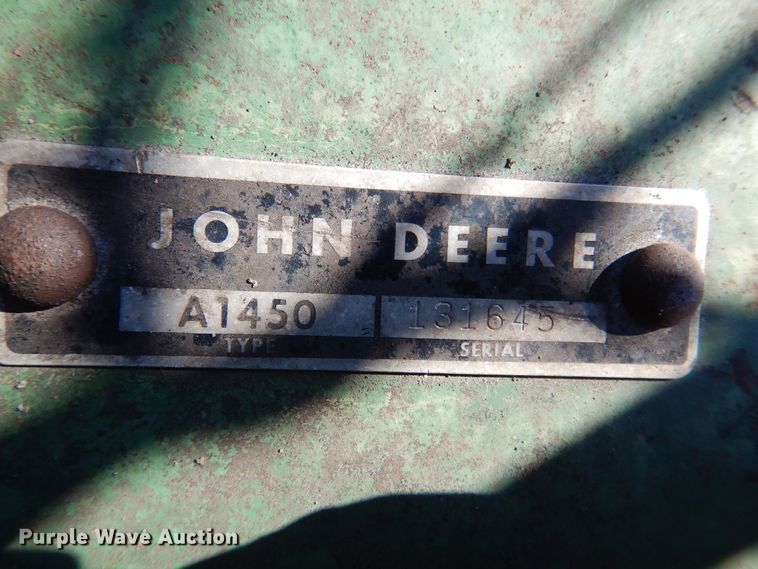 JOHN DEERE
A1450 131645
TYPE SERIAL
Purple Wave Auction